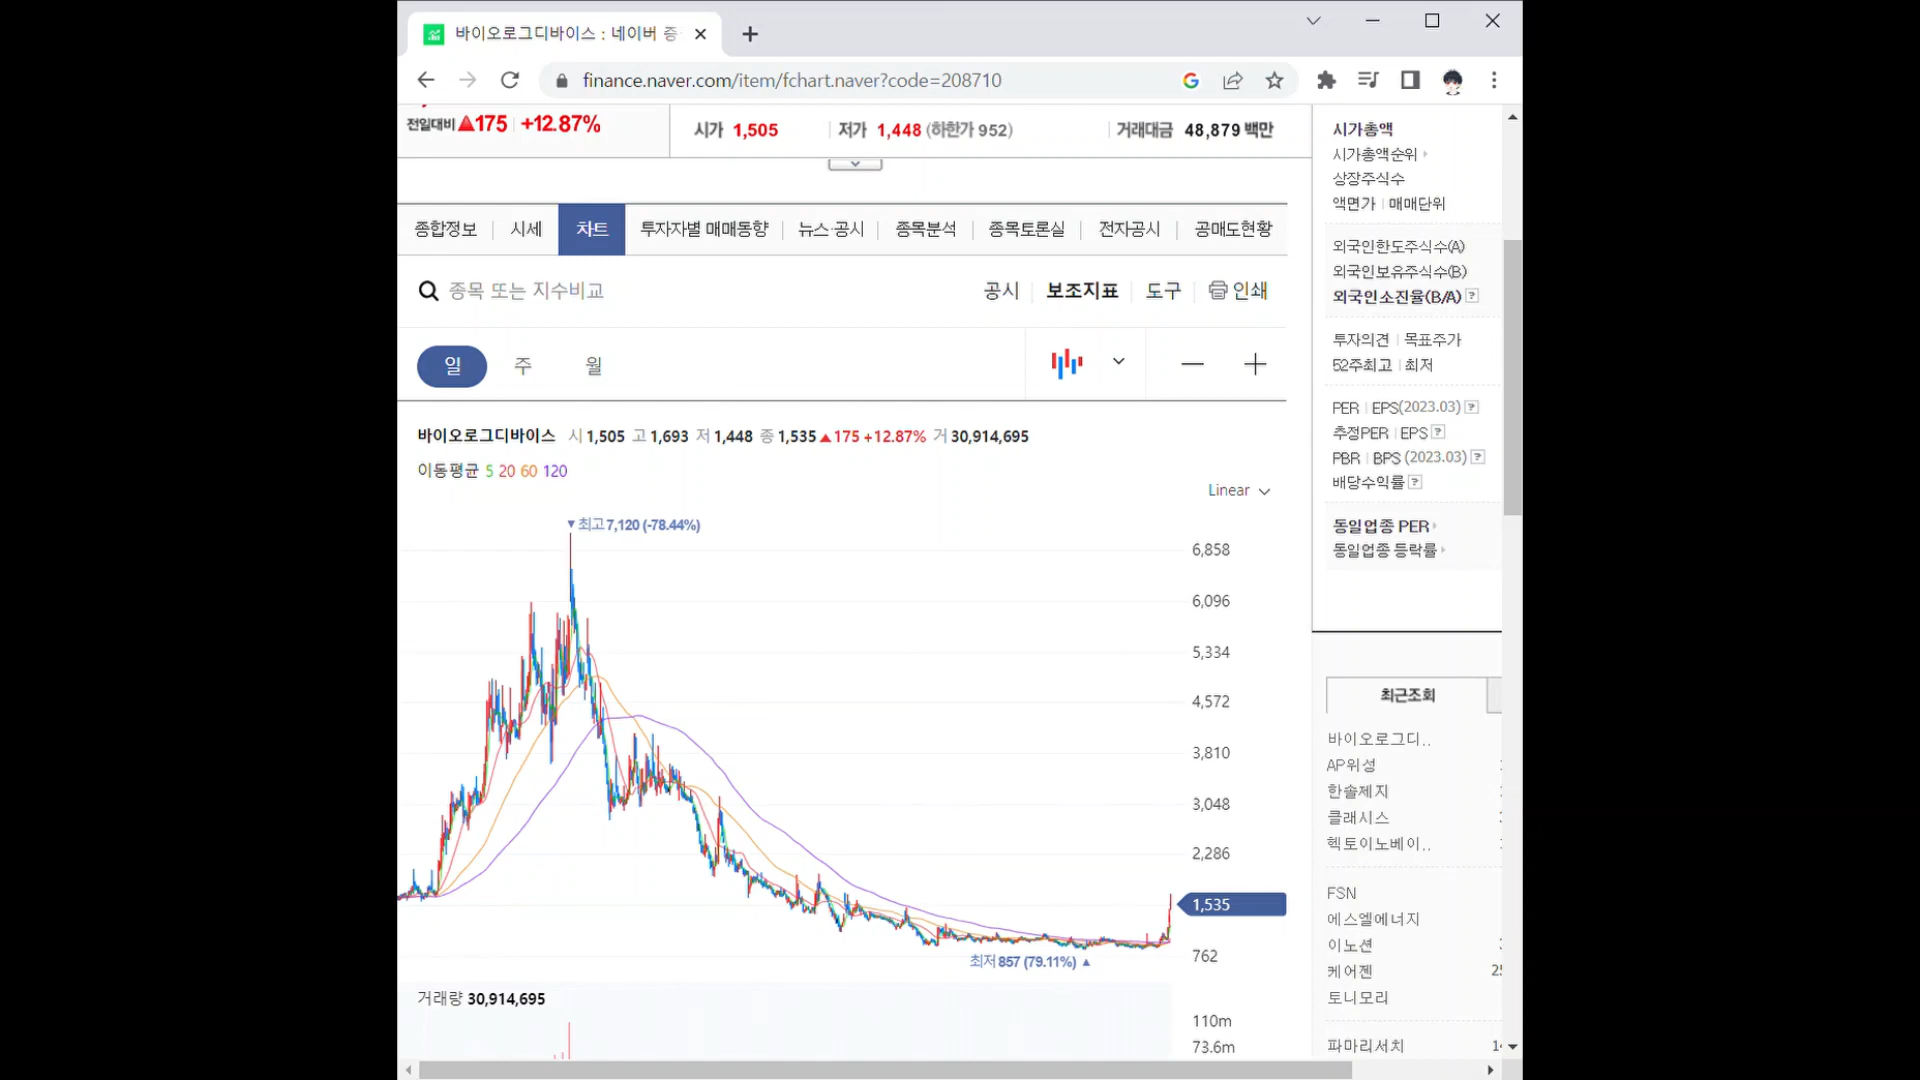 바이오로그디바이스 : 네이버 증
finance.naver.com/item/fchart.naver?code=208710
전일대비 ▲175 +12.87%
시가 1,505 저가 1,448 (하한가 952) 거래대금 48,879 백만
종합정보 시세 차트 투자자별 매매동향 뉴스·공시 종목분석 종목토론실 전자공시 공매도현황
종목 또는 지수비교
공시 보조지표 도구 인쇄
일 주 월
바이오로그디바이스 시 1,505 고 1,693 저 1,448 종 1,535 ▲175 +12.87% 거 30,914,695
이동평균 5 20 60 120
Linear
▼최고7,120 (-78.44%)
6,858
6,096
5,334
4,572
3,810
3,048
2,286
1,535
762
최저857 (79.11%) ▲
거래량 30,914,695
110m
73.6m
시가총액
시가총액순위
상장주식수
액면가 매매단위
외국인한도주식수(A)
외국인보유주식수(B)
외국인소진율(B/A) ?
투자의견 목표주가
52주최고 최저
PER EPS(2023.03) ?
추정PER EPS ?
PBR BPS (2023.03) ?
배당수익률 ?
동일업종 PER
동일업종 등락률
최근조회
바이오로그디..
AP위성
한솔제지
클래시스
헥토이노베이..
FSN
에스엘에너지
이노션
케어젠
토니모리
파마리서치